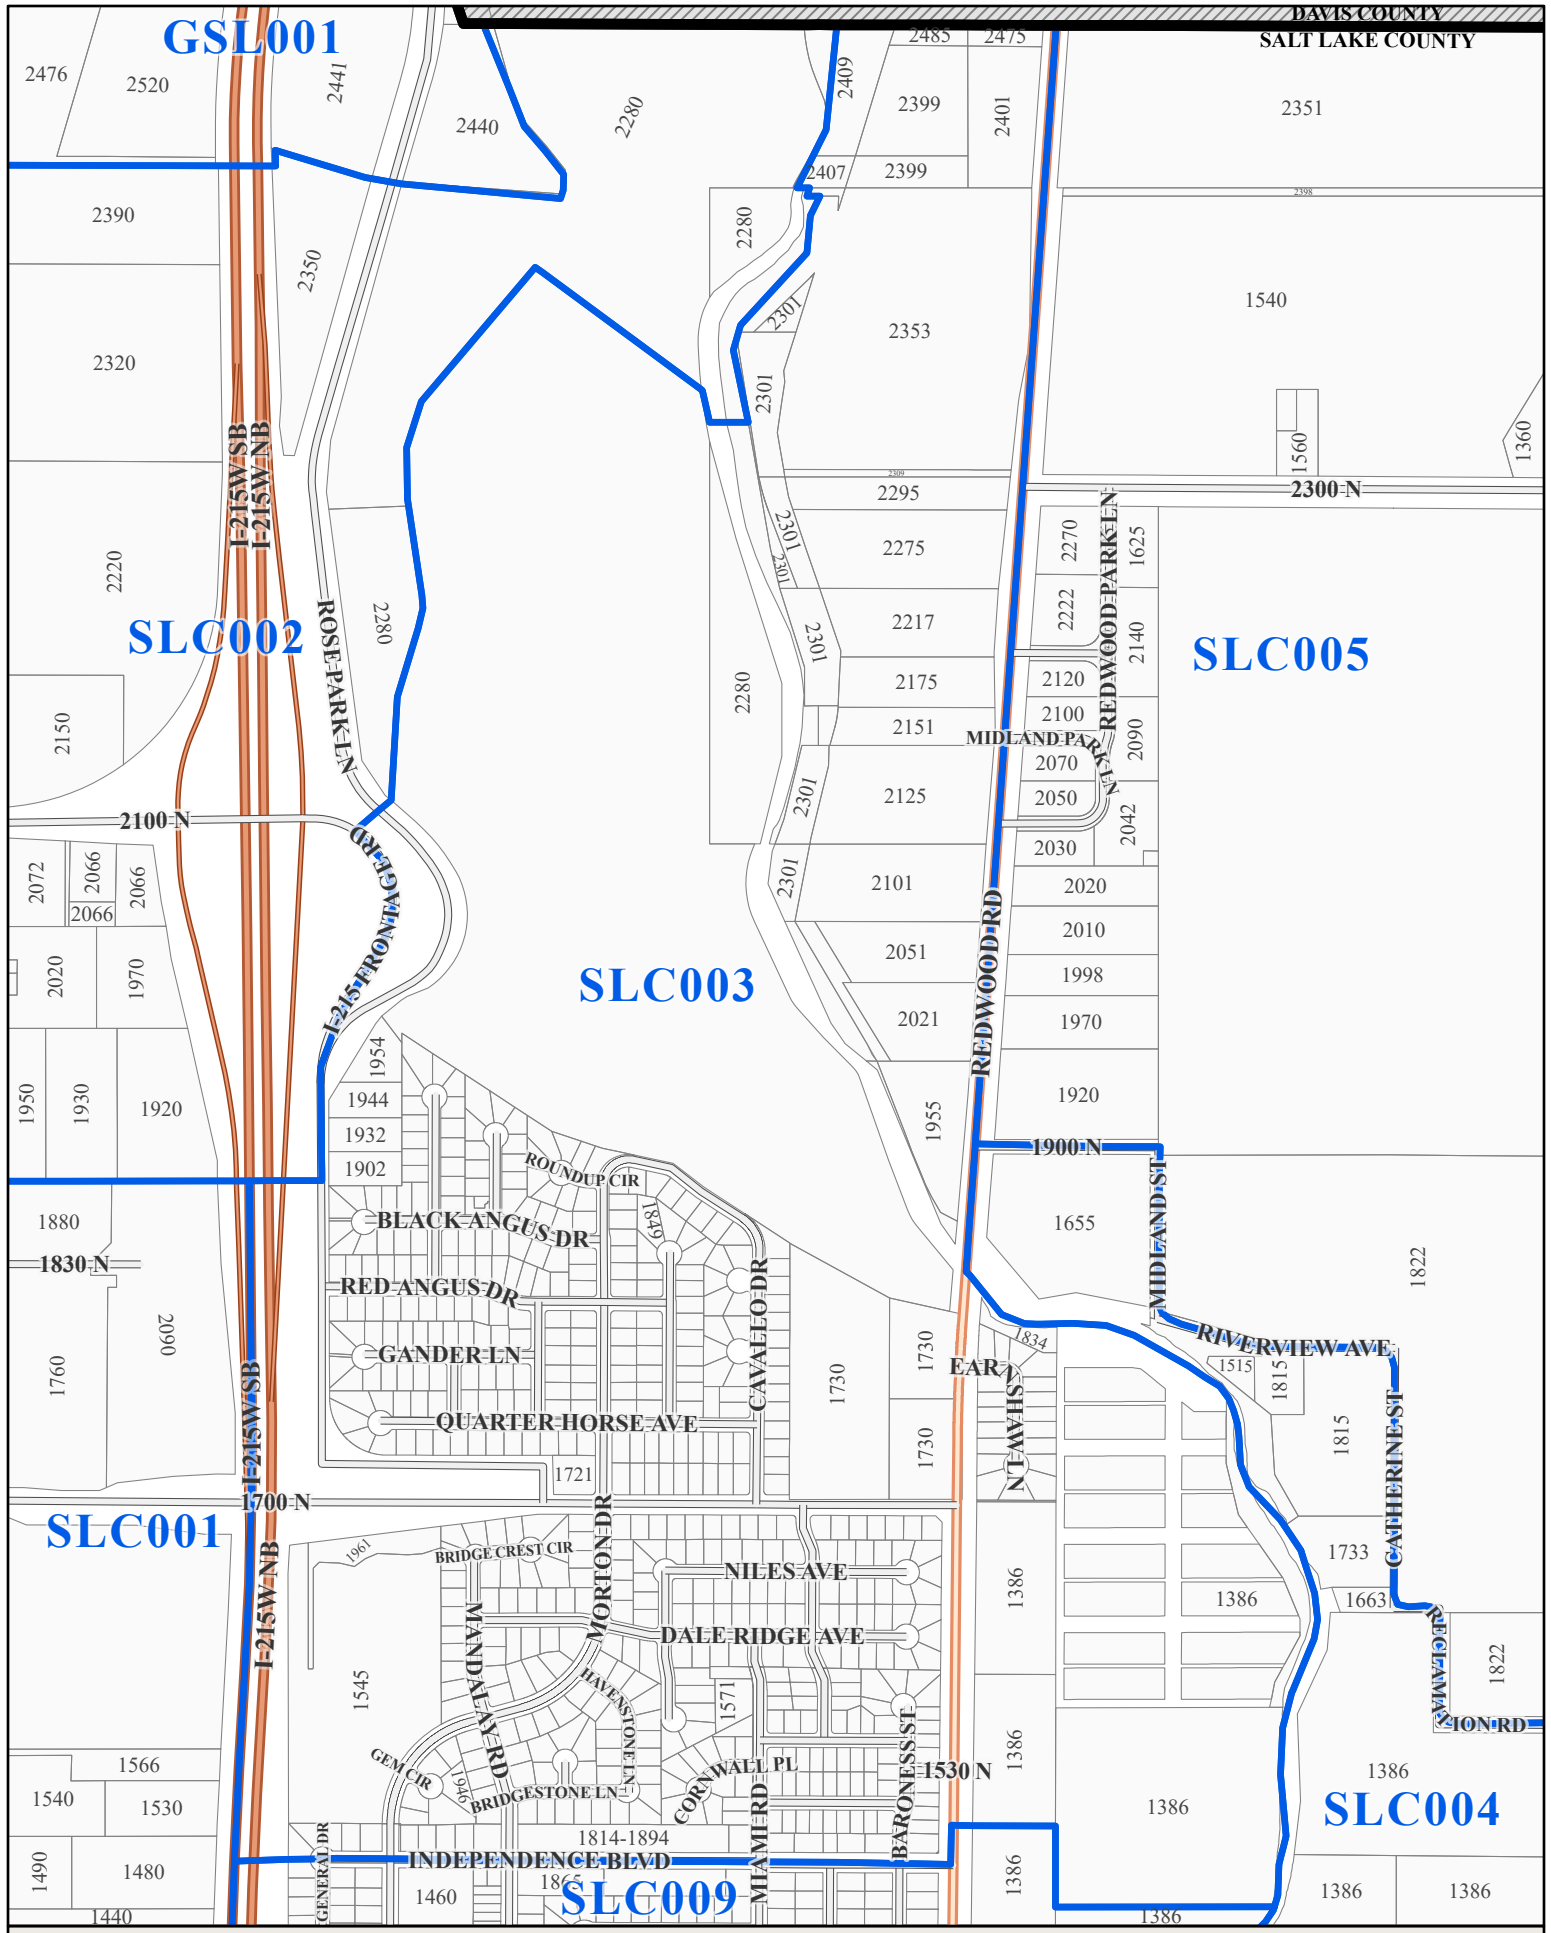 DAVIS COUNTY
SALT LAKE COUNTY
GSL001
2485
2475
2476
2520
2441
2440
2280
2409
2399
2401
2351
2407
2399
2398
2390
2350
2280
2301
2353
1540
2320
2301
1560
1360
I-215W SB
I-215W NB
2309
2295
2300 N
2220
2301
2275
2270
REDWOOD PARK LN
1625
2301
SLC002
ROSE PARK LN
2280
2301
2217
2222
2140
SLC005
2175
2120
2280
2150
2151
2100
2090
MIDLAND PARK LN
2070
2301
2125
2050
2042
2100 N
2030
I-215 FRONTAGE RD
2072
2066
2066
2066
2301
2101
2020
REDWOOD RD
2010
2020
1970
2051
SLC003
1998
2021
1970
1954
1950
1930
1920
1944
1955
1920
1932
1902
1900 N
ROUNDUP CIR
MIDLAND ST
1880
BLACK ANGUS DR
1849
1655
1830 N
RED ANGUS DR
CAVALLO DR
1822
2090
1760
GANDER LN
1730
1730
1834
RIVERVIEW AVE
EARN
SHAW LN
1515
1815
I-215W SB
QUARTER HORSE AVE
1730
1815
CATHERINE ST
1721
1700 N
SLC001
MORTON DR
BRIDGE CREST CIR
1961
I-215W NB
NILES AVE
1386
1733
1386
1663
MANDALAY RD
DALE RIDGE AVE
RECLAMATION RD
1822
1545
HAVENSTONE LN
1571
1386
GEM CIR
1946
BRIDGESTONE LN
CORNWALL PL
MIAMI RD
BARONESS ST
1530 N
1566
1540
1530
1386
1386
SLC004
1814-1894
INDEPENDENCE BLVD
GENERAL DR
1490
1480
1460
1865
SLC009
1386
1386
1386
1440
1386